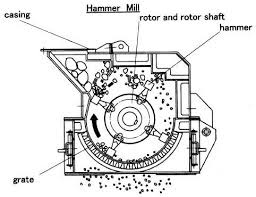 Hammer Mill
casing
rotor and rotor shaft
hammer
grate